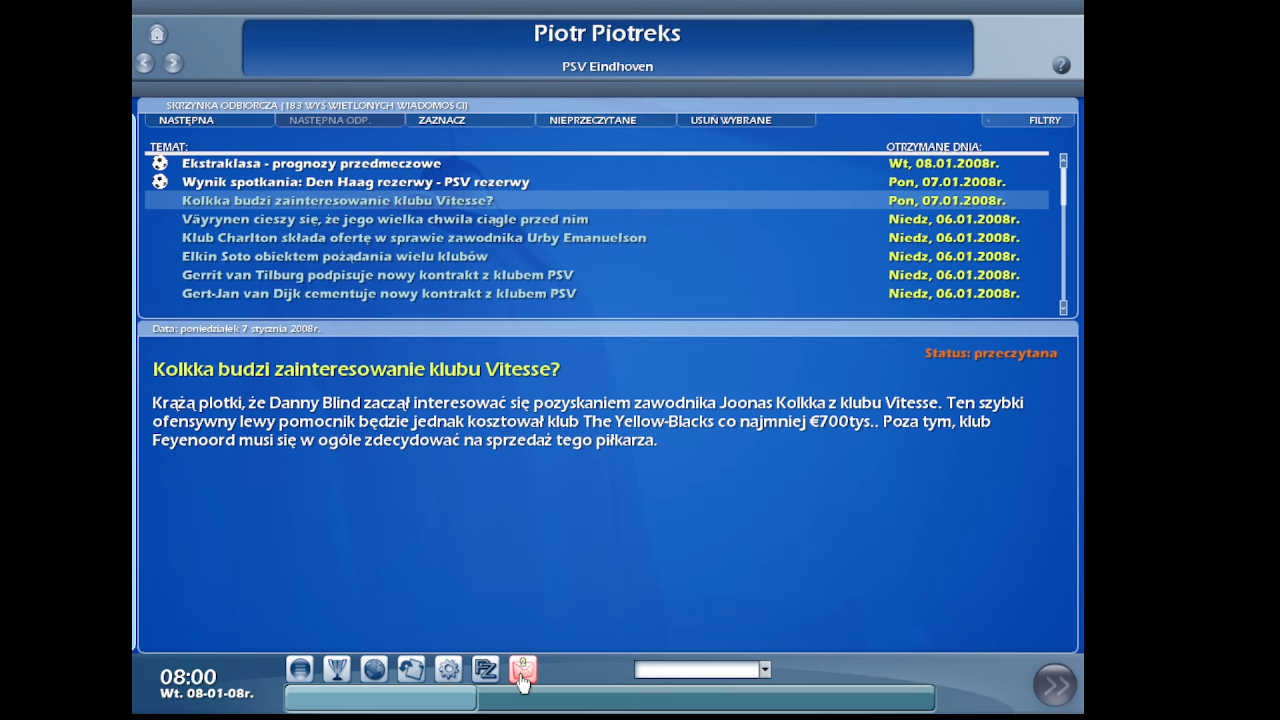 Piotr Piotreks
PSV Eindhoven
?
SKRZYNKA ODBIORCZA (183 WYŚWIETLONYCH WIADOMOŚCI)
NASTĘPNA NASTĘPNA ODP. ZAZNACZ NIEPRZECZYTANE USUŃ WYBRANE FILTRY
TEMAT: OTRZYMANE DNIA:
Ekstraklasa - prognozy przedmeczowe Wt, 08.01.2008r.
Wynik spotkania: Den Haag rezerwy - PSV rezerwy Pon, 07.01.2008r.
Kolkka budzi zainteresowanie klubu Vitesse? Pon, 07.01.2008r.
Väyrynen cieszy się, że jego wielka chwila ciągle przed nim Niedz, 06.01.2008r.
Klub Charlton składa ofertę w sprawie zawodnika Urby Emanuelson Niedz, 06.01.2008r.
Elkin Soto obiektem pożądania wielu klubów Niedz, 06.01.2008r.
Gerrit van Tilburg podpisuje nowy kontrakt z klubem PSV Niedz, 06.01.2008r.
Gert-Jan van Dijk cementuje nowy kontrakt z klubem PSV Niedz, 06.01.2008r.
Data: poniedziałek 7 stycznia 2008r.
Status: przeczytana
Kolkka budzi zainteresowanie klubu Vitesse?
Krążą plotki, że Danny Blind zaczął interesować się pozyskaniem zawodnika Joonas Kolkka z klubu Vitesse. Ten szybki
ofensywny lewy pomocnik będzie jednak kosztował klub The Yellow-Blacks co najmniej €700tys.. Poza tym, klub
Feyenoord musi się w ogóle zdecydować na sprzedaż tego piłkarza.
08:00
Wt. 08-01-08r.